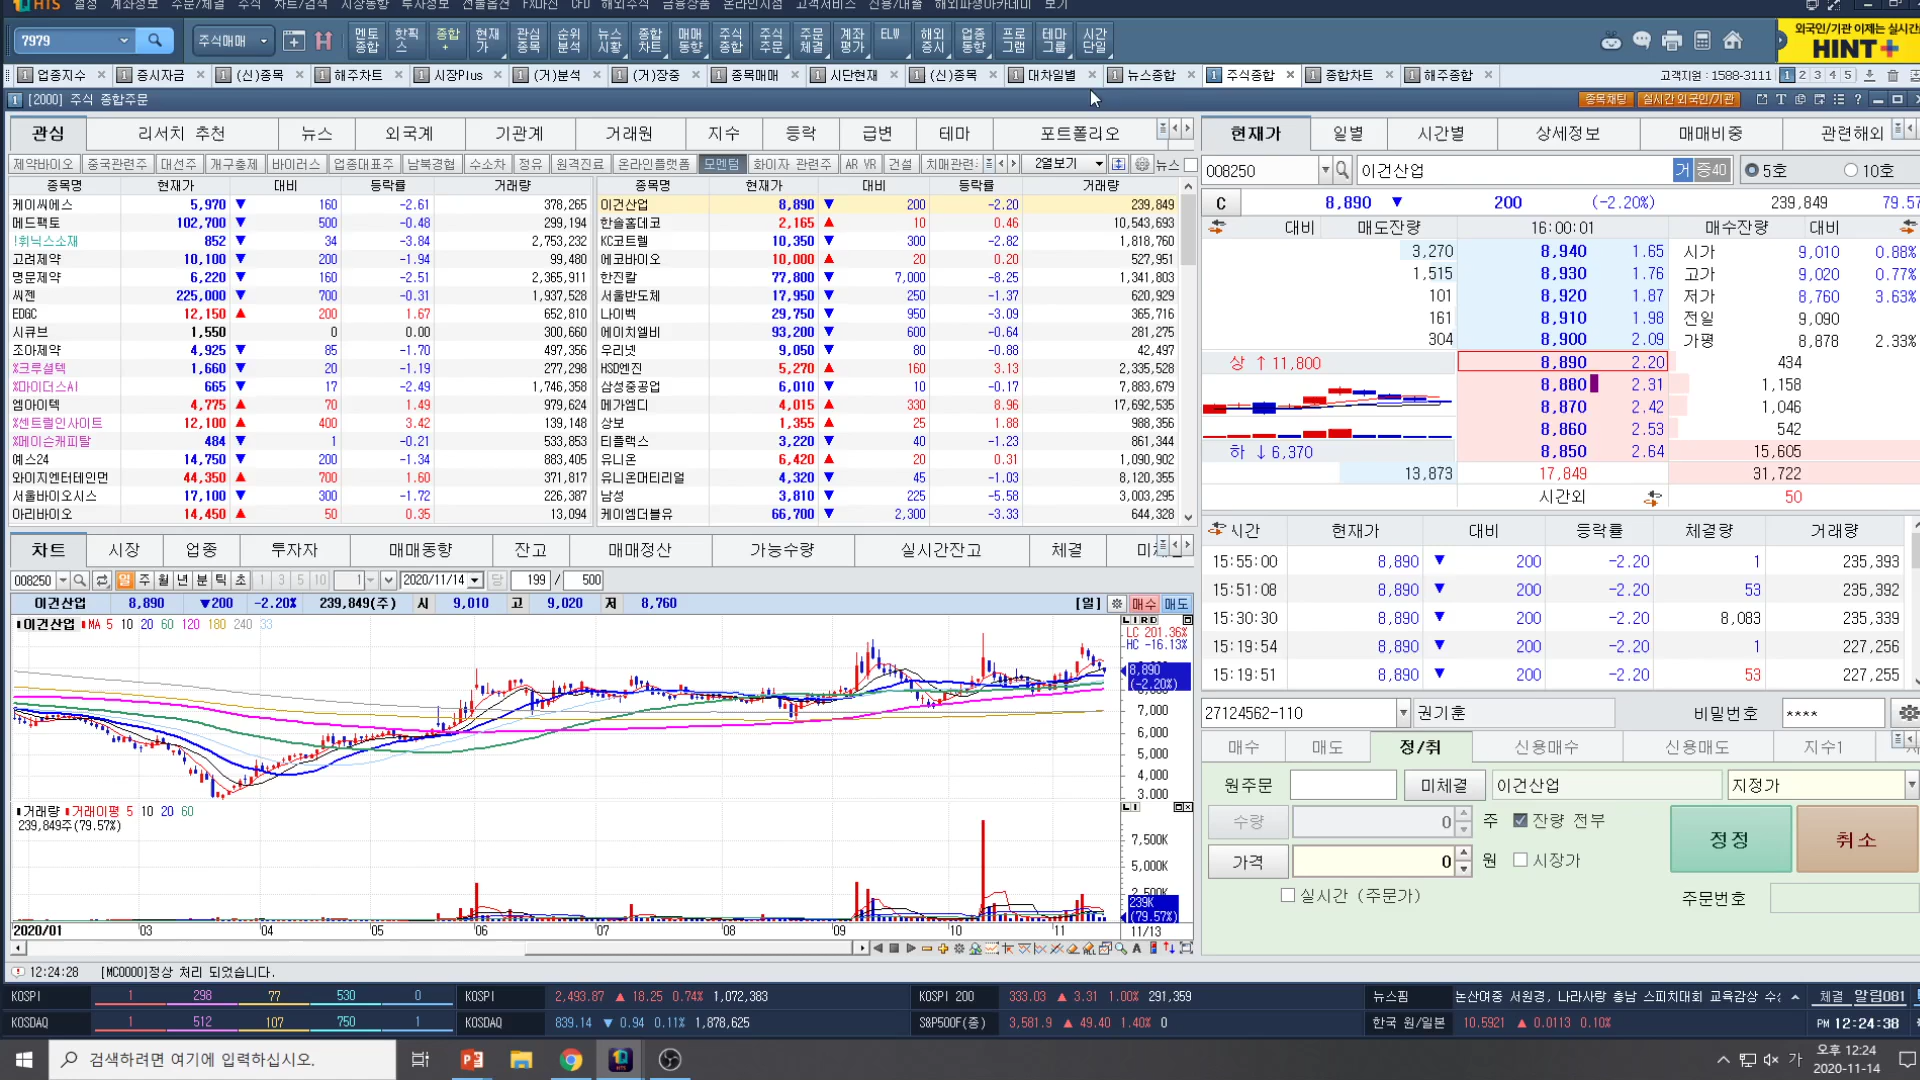 HTS 설정 계좌정보 주문/체결 주식 차트/검색 시장동향 투자정보 선물옵션 FX마진 CFD 해외주식 금융상품 온라인지점 고객서비스 신용/대출 해외파생아카데미 보기
7979 주식매매 멘토종합 핫픽스 종합+ 현재가 관심종목 순위분석 뉴스시황 종합차트 매매동향 주식종합 주식주문 주문체결 계좌평가 ELW 해외증시 업종동향 프로그램 테마그룹 시간단일
외국인/기관 이제는 실시간
HINT+
1 업종지수 × 1 증시자금 × 1 (신)종목 × 1 해주차트 × 1 시장Plus × 1 (거)분석 × 1 (거)장중 × 1 종목매매 × 1 시단현재 × 1 (신)종목 × 1 대차일별 × 1 뉴스종합 × 1 주식종합 × 1 종합차트 × 1 해주종합 × 고객지원 : 1588-3111 1 2 3 4 5
1 [2000] 주식 종합주문 종목채팅 실시간 외국인/기관
관심 리서치 추천 뉴스 외국계 기관계 거래원 지수 등락 급변 테마 포트폴리오
제약바이오 중국관련주 대선주 개구충제 바이러스 업종대표주 남북경협 수소차 정유 원격진료 온라인플랫폼 모멘텀 화이자 관련주 AR VR 건설 치매관련: 2열보기 뉴스
종목명 현재가 대비 등락률 거래량 종목명 현재가 대비 등락률 거래량
케이씨에스 5,970 ▼ 160 -2.61 378,265 이건산업 8,890 ▼ 200 -2.20 239,849
메드팩토 102,700 ▼ 500 -0.48 299,194 한솔홈데코 2,165 ▲ 10 0.46 10,543,693
!휘닉스소재 852 ▼ 34 -3.84 2,753,232 KC코트렐 10,350 ▼ 300 -2.82 1,818,760
고려제약 10,100 ▼ 200 -1.94 99,480 에코바이오 10,000 ▲ 20 0.20 527,951
명문제약 6,220 ▼ 160 -2.51 2,365,911 한진칼 77,800 ▼ 7,000 -8.25 1,341,803
씨젠 225,000 ▼ 700 -0.31 1,937,528 서울반도체 17,950 ▼ 250 -1.37 620,929
EDGC 12,150 ▲ 200 1.67 652,810 나이벡 29,750 ▼ 950 -3.09 365,716
시큐브 1,550 0 0.00 300,660 에이치엘비 93,200 ▼ 600 -0.64 281,275
조아제약 4,925 ▼ 85 -1.70 497,356 우리넷 9,050 ▼ 80 -0.88 42,497
%크루셜텍 1,660 ▼ 20 -1.19 277,298 HSD엔진 5,270 ▲ 160 3.13 2,335,528
%마이더스AI 665 ▼ 17 -2.49 1,746,358 삼성중공업 6,010 ▼ 10 -0.17 7,883,679
엠아이텍 4,775 ▲ 70 1.49 979,624 메가엠디 4,015 ▲ 330 8.96 17,692,535
%센트럴인사이트 12,100 ▲ 400 3.42 139,148 상보 1,355 ▲ 25 1.88 988,356
%메이슨캐피탈 484 ▼ 1 -0.21 533,853 티플랙스 3,220 ▼ 40 -1.23 861,344
예스24 14,750 ▼ 200 -1.34 883,405 유니온 6,420 ▲ 20 0.31 1,090,902
와이지엔터테인먼 44,350 ▲ 700 1.60 371,817 유니온머티리얼 4,320 ▼ 45 -1.03 8,120,355
서울바이오시스 17,100 ▼ 300 -1.72 226,387 남성 3,810 ▼ 225 -5.58 3,003,295
아리바이오 14,450 ▲ 50 0.35 13,094 케이엠더블유 66,700 ▼ 2,300 -3.33 644,328
현재가 일별 시간별 상세정보 매매비중 관련해외
008250 이건산업 거 증40 5호 10호
C 8,890 ▼ 200 (-2.20%) 239,849 79.57
대비 매도잔량 16:00:01 매수잔량 대비
3,270 8,940 1.65 시가 9,010 0.88%
1,515 8,930 1.76 고가 9,020 0.77%
101 8,920 1.87 저가 8,760 3.63%
161 8,910 1.98 전일 9,090
304 8,900 2.09 가평 8,878 2.33%
상 ↑ 11,800 8,890 2.20 434
8,880 2.31 1,158
8,870 2.42 1,046
8,860 2.53 542
하 ↓ 6,370 8,850 2.64 15,605
13,873 17,849 31,722
시간외 50
시간 현재가 대비 등락률 체결량 거래량
15:55:00 8,890 ▼ 200 -2.20 1 235,393
15:51:08 8,890 ▼ 200 -2.20 53 235,392
15:30:30 8,890 ▼ 200 -2.20 8,083 235,339
15:19:54 8,890 ▼ 200 -2.20 1 227,256
15:19:51 8,890 ▼ 200 -2.20 53 227,255
차트 시장 업종 투자자 매매동향 잔고 매매정산 가능수량 실시간잔고 체결
008250 일 주 월 년 분 틱 초 1 3 5 10 1 2020/11/14 당 199 / 500
이건산업 8,890 ▼200 -2.20% 239,849(주) 시 9,010 고 9,020 저 8,760 [일] 매수 매도
이건산업 MA 5 10 20 60 120 180 240 33
LC 201.36%
HC -16.13%
8,890
(-2.20%)
7,000
6,000
5,000
4,000
3,000
거래량 거래이평 5 10 20 60
239,849주(79.57%)
7,500K
5,000K
2,500K
239K
(79.57%)
2020/01 03 04 05 06 07 08 09 10 11 11/13
27124562-110 권기훈 비밀번호 ****
매수 매도 정/취 신용매수 신용매도 지수1
원주문 미체결 이건산업 지정가
수량 0 주 잔량 전부 정정 취소
가격 0 원 시장가
실시간 (주문가) 주문번호
12:24:28 [MC0000]정상 처리 되었습니다.
KOSPI 1 298 77 530 0 KOSPI 2,493.87 ▲ 18.25 0.74% 1,072,383 KOSPI 200 333.03 ▲ 3.31 1.00% 291,359 뉴스핌 논산여중 서원경, 나라사랑 충남 스피치대회 교육감상 수상 체결 알림081
KOSDAQ 1 512 107 750 1 KOSDAQ 839.14 ▼ 0.94 0.11% 1,878,625 S&P500F(종) 3,581.9 ▲ 49.40 1.40% 0 한국 원/일본 10.5921 ▲ 0.0113 0.10% PM 12:24:38
검색하려면 여기에 입력하십시오. 가 오후 12:24
2020-11-14